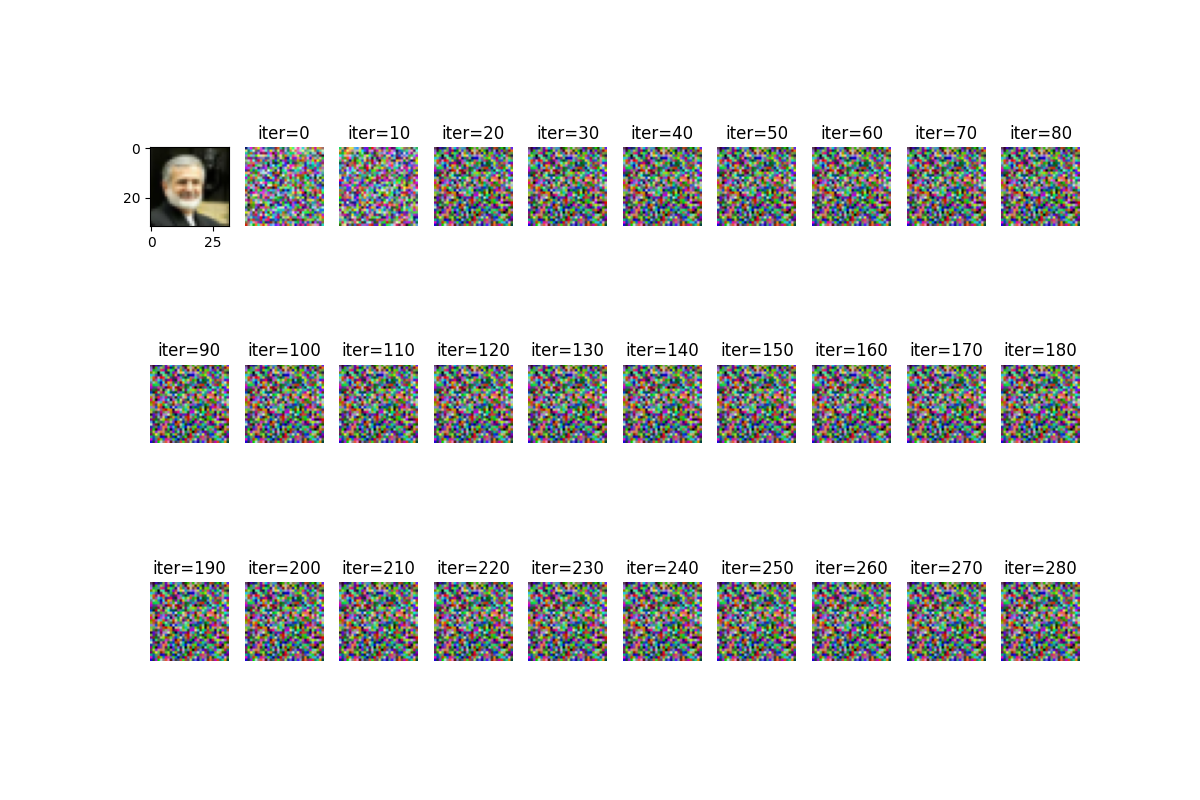 iter=0 iter=10 iter=20 iter=30 iter=40 iter=50 iter=60 iter=70 iter=80
0
20
0 25
iter=90 iter=100 iter=110 iter=120 iter=130 iter=140 iter=150 iter=160 iter=170 iter=180
iter=190 iter=200 iter=210 iter=220 iter=230 iter=240 iter=250 iter=260 iter=270 iter=280